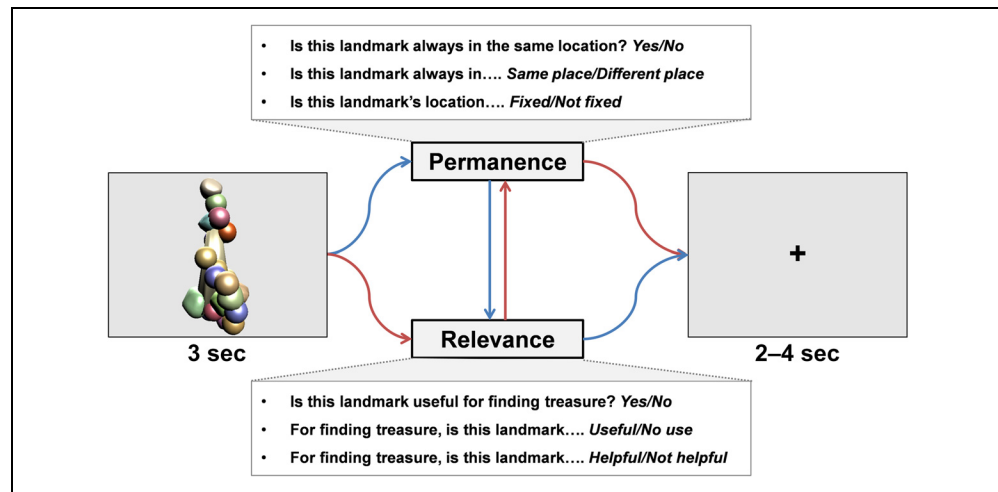 • Is this landmark always in the same location? Yes/No
• Is this landmark always in.... Same place/Different place
• Is this landmark's location.... Fixed/Not fixed
Permanence
3 sec
+
2–4 sec
Relevance
• Is this landmark useful for finding treasure? Yes/No
• For finding treasure, is this landmark.... Useful/No use
• For finding treasure, is this landmark.... Helpful/Not helpful